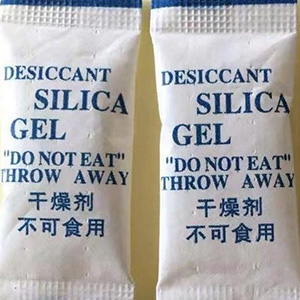 DESICCANT
SILICA
GEL
"DO NOT EAT"
THROW AWAY
干燥剂
不可食用
DESICCANT
SILICA
GEL
"DO NOT EAT"
THROW AWAY
干燥剂
不可食用